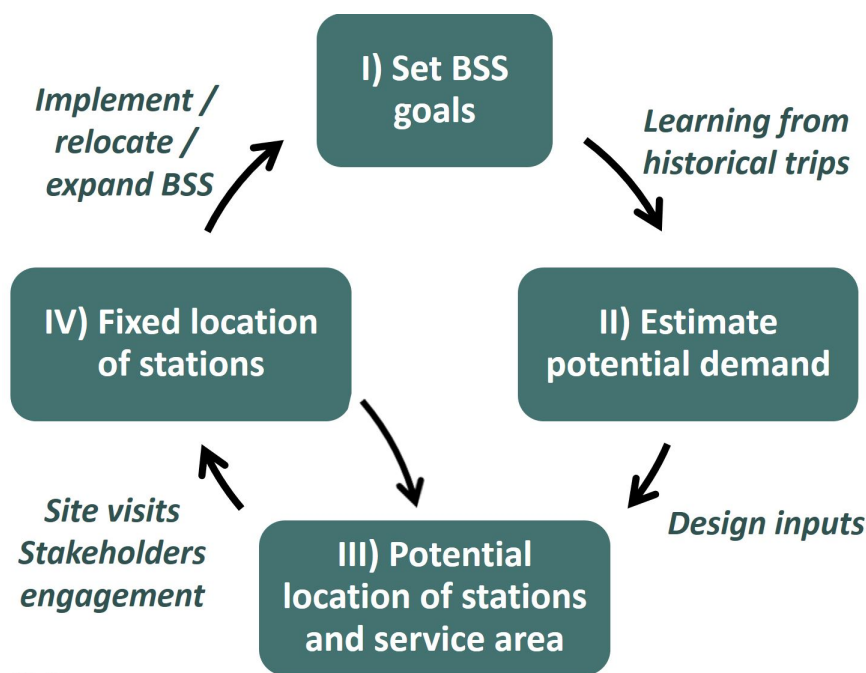 I) Set BSS
goals
Implement /
relocate /
expand BSS
Learning from
historical trips
IV) Fixed location
of stations
II) Estimate
potential demand
Site visits
Stakeholders
engagement
Design inputs
III) Potential
location of stations
and service area